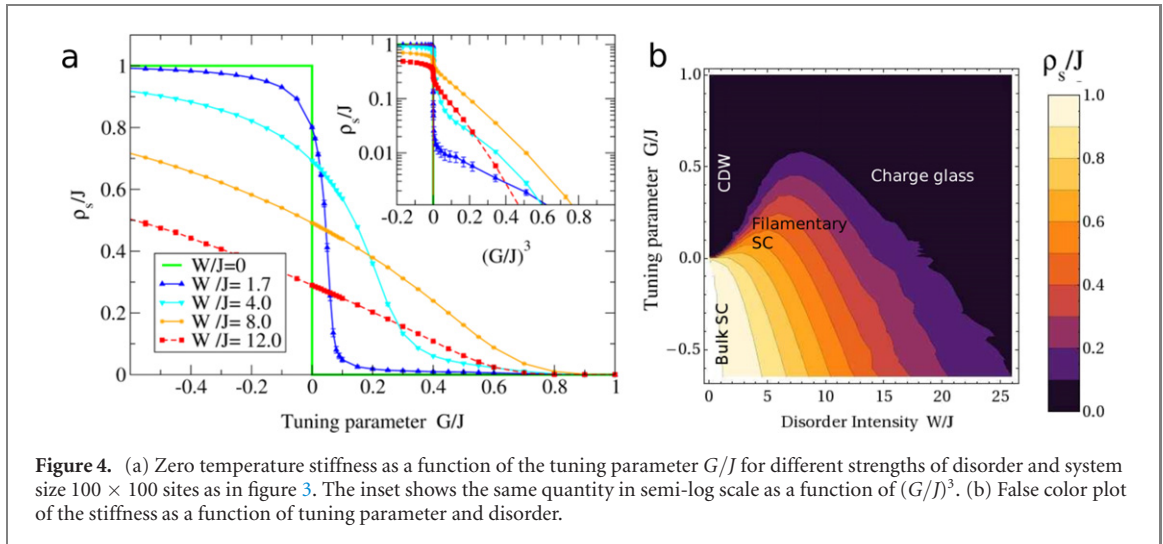 a
ρs/J
1
0.8
0.6
0.4
0.2
0
-0.4 -0.2 0 0.2 0.4 0.6 0.8 1
Tuning parameter G/J
W/J=0
W /J= 1.7
W /J= 4.0
W /J= 8.0
W /J= 12.0
ρs/J
1
0.1
0.01
-0.2 0 0.2 0.4 0.6 0.8
(G/J)³
b
Tuning parameter G/J
1.0
0.5
0.0
−0.5
CDW
Charge glass
Filamentary
SC
Bulk SC
0 5 10 15 20 25
Disorder Intensity W/J
ρs/J
1.0
0.8
0.6
0.4
0.2
0.0
Figure 4. (a) Zero temperature stiffness as a function of the tuning parameter G/J for different strengths of disorder and system
size 100 × 100 sites as in figure 3. The inset shows the same quantity in semi-log scale as a function of (G/J)³. (b) False color plot
of the stiffness as a function of tuning parameter and disorder.